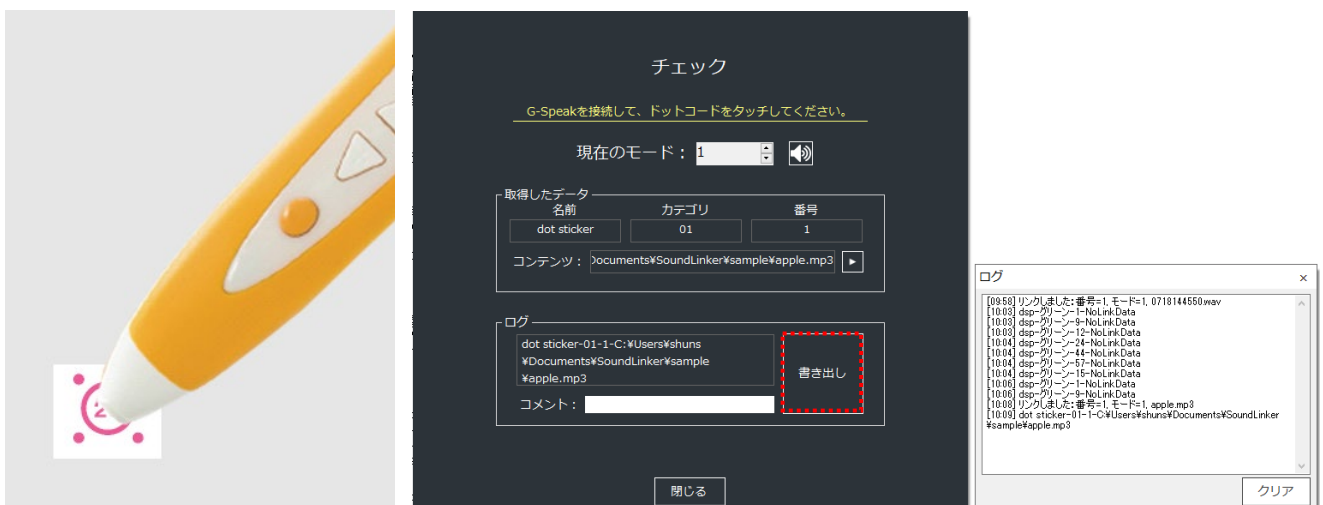 2
チェック
G-Speakを接続して、ドットコードをタッチしてください。
現在のモード： 1
取得したデータ
名前 カテゴリ 番号
dot sticker 01 1
コンテンツ： Documents¥SoundLinker¥sample¥apple.mp3
ログ
dot sticker-01-1-C:¥Users¥shuns
¥Documents¥SoundLinker¥sample
¥apple.mp3
書き出し
コメント：
閉じる
ログ
[09:58] リンクしました: 番号=1, モード=1, 0718144550.wav
[10:03] dsp-グリーン-1-NoLinkData
[10:03] dsp-グリーン-9-NoLinkData
[10:03] dsp-グリーン-12-NoLinkData
[10:04] dsp-グリーン-24-NoLinkData
[10:04] dsp-グリーン-44-NoLinkData
[10:04] dsp-グリーン-57-NoLinkData
[10:04] dsp-グリーン-15-NoLinkData
[10:06] dsp-グリーン-1-NoLinkData
[10:06] dsp-グリーン-9-NoLinkData
[10:08] リンクしました: 番号=1, モード=1, apple.mp3
[10:09] dot sticker-01-1-C:¥Users¥shuns¥Documents¥SoundLinker
¥sample¥apple.mp3
クリア